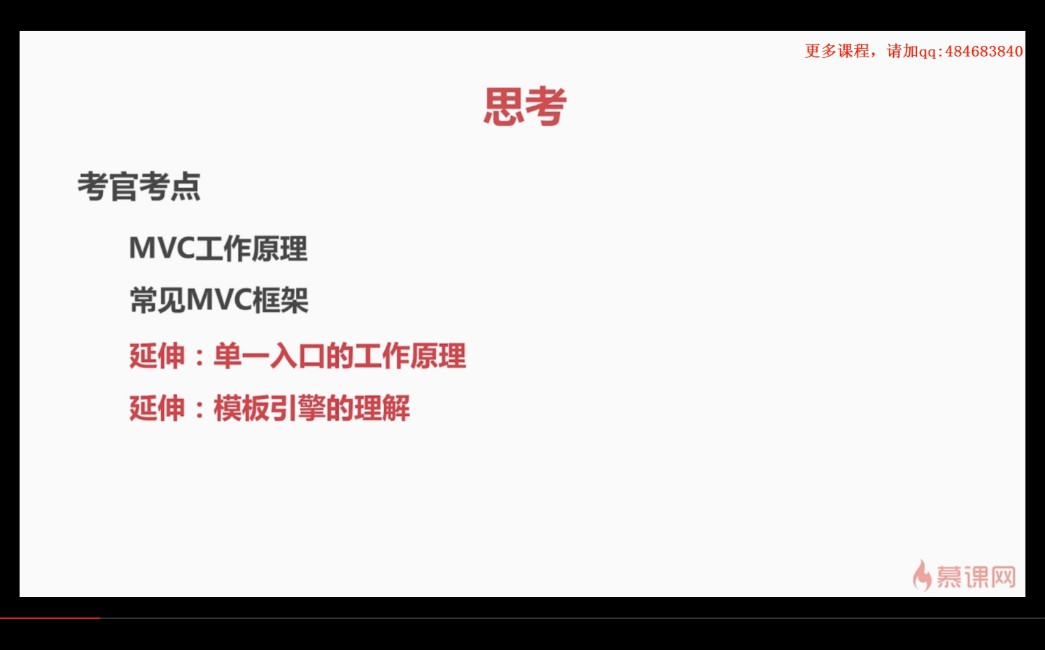 更多课程，请加qq:484683840
思考
考官考点
MVC工作原理
常见MVC框架
延伸：单一入口的工作原理
延伸：模板引擎的理解
慕课网